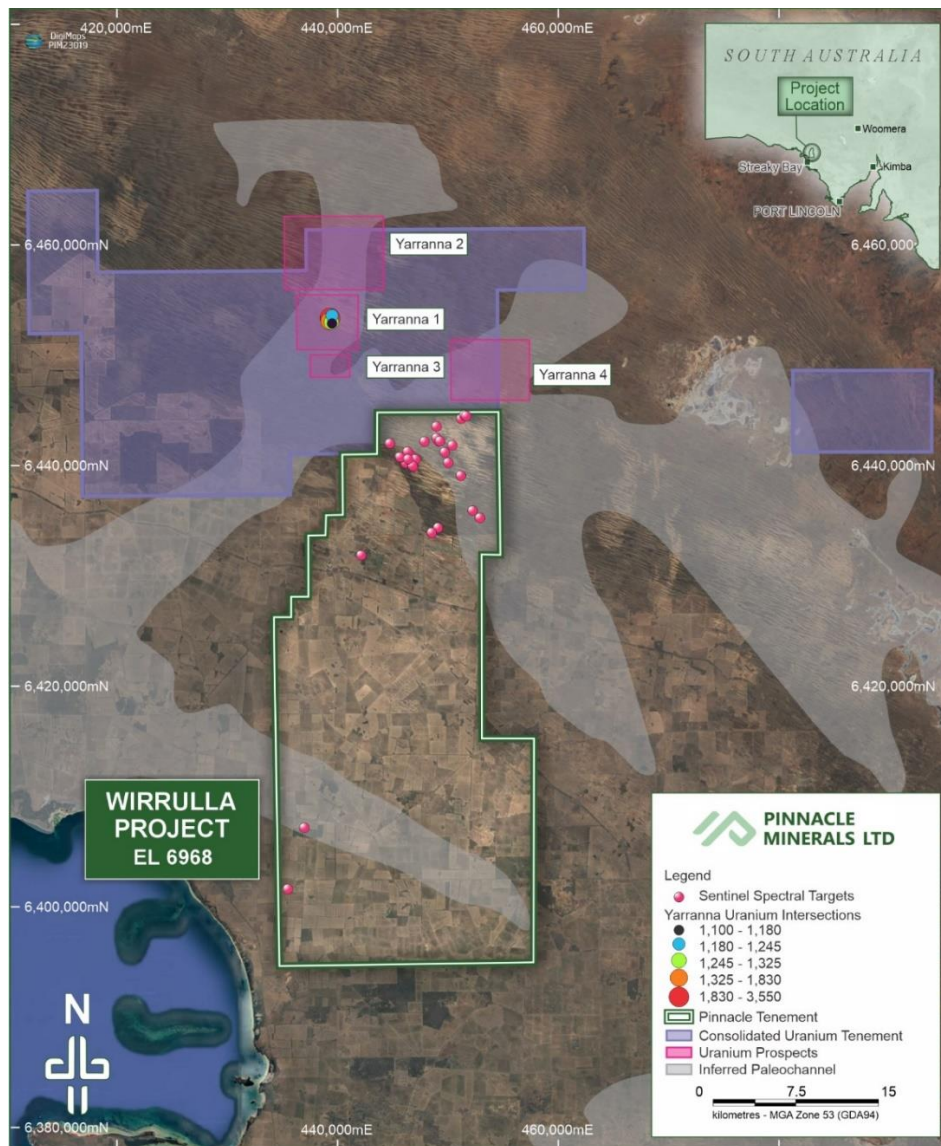 DigiMaps
PIM23019
420,000mE
440,000mE
460,000mE
SOUTH AUSTRALIA
Project
Location
Woomera
Streaky Bay
Kimba
PORT LINCOLN
6,460,000mN
6,460,000mN
Yarranna 2
Yarranna 1
Yarranna 3
Yarranna 4
6,440,000mN
6,440,000mN
6,420,000mN
6,420,000mN
WIRRULLA
PROJECT
EL 6968
6,400,000mN
PINNACLE
MINERALS LTD
Legend
Sentinel Spectral Targets
Yarranna Uranium Intersections
1,100 - 1,180
1,180 - 1,245
1,245 - 1,325
1,325 - 1,830
1,830 - 3,550
Pinnacle Tenement
Consolidated Uranium Tenement
Uranium Prospects
Inferred Paleochannel
0 7.5 15
kilometres - MGA Zone 53 (GDA94)
N
6,380,000mN
440,000mE
460,000mE